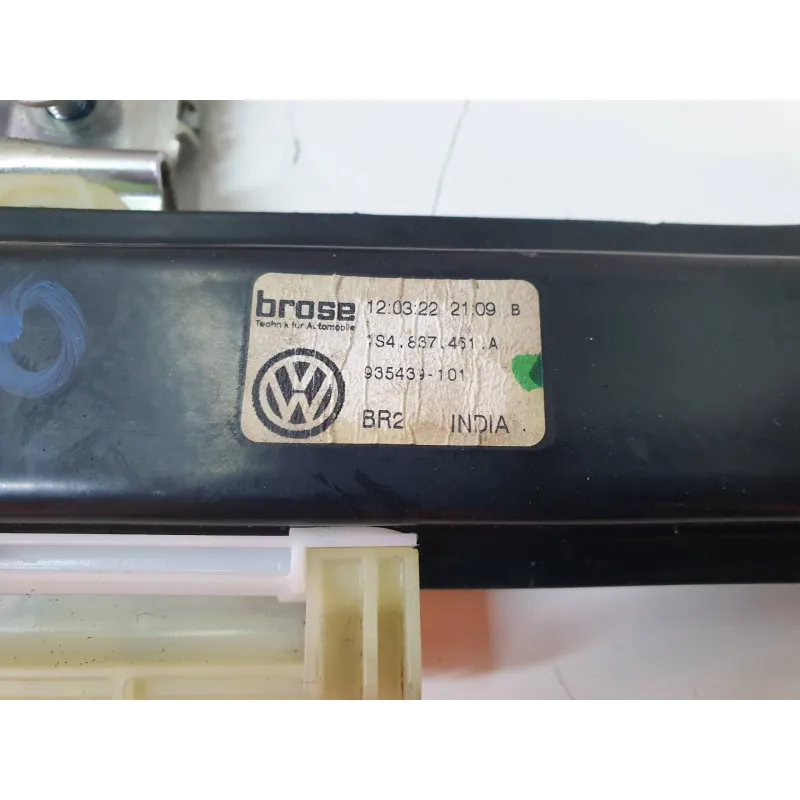 brose 12:03:22 21:09 B
Technik für Automobile
1S4.837.461.A
935439-101
BR2 INDIA .